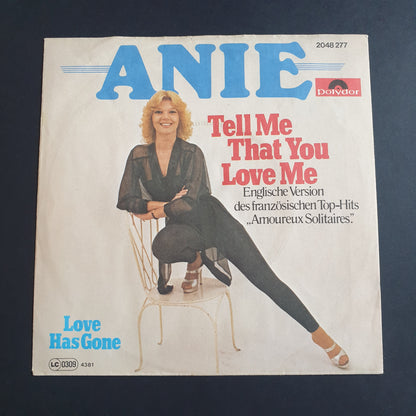 2048 277
ANIE
polydor
Tell Me
That You
Love Me
Englische Version
des französischen Top-Hits
„Amoureux Solitaires”.
Love
Has Gone
LC 0309 4381